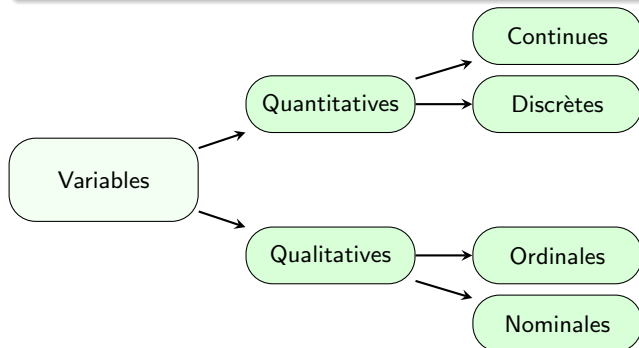 Continues
Quantitatives
Discrètes
Variables
Qualitatives
Ordinales
Nominales